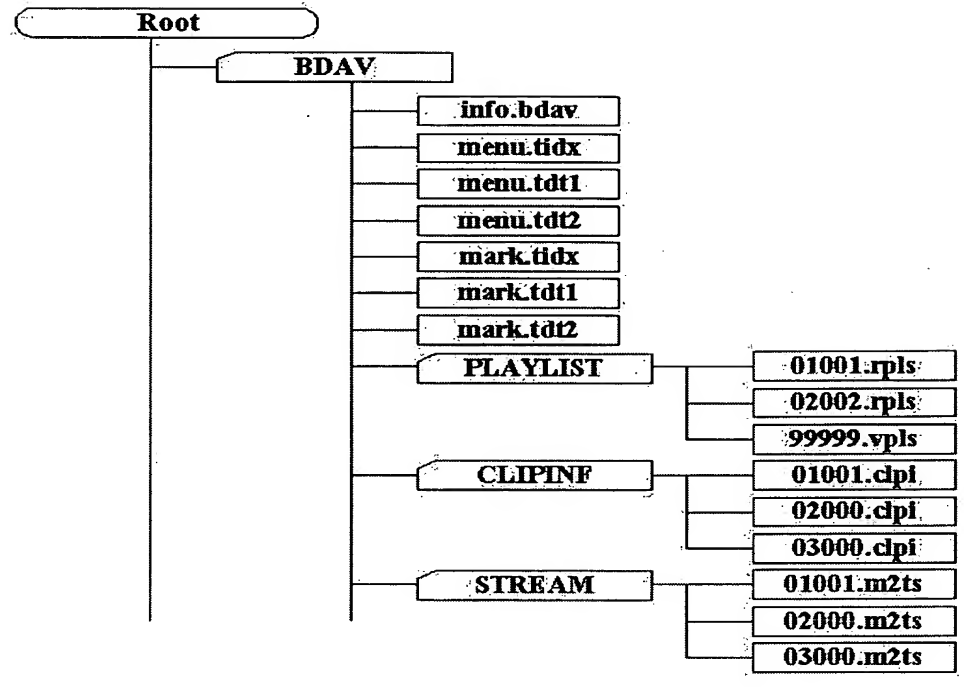 Root
BDAV
info.bdav
menu.tidx
menu.tdt1
menu.tdt2
mark.tidx
mark.tdt1
mark.tdt2
PLAYLIST
01001.rpls
02002.rpls
99999.vpls
CLIPINF
01001.clpi
02000.clpi
03000.clpi
STREAM
01001.m2ts
02000.m2ts
03000.m2ts